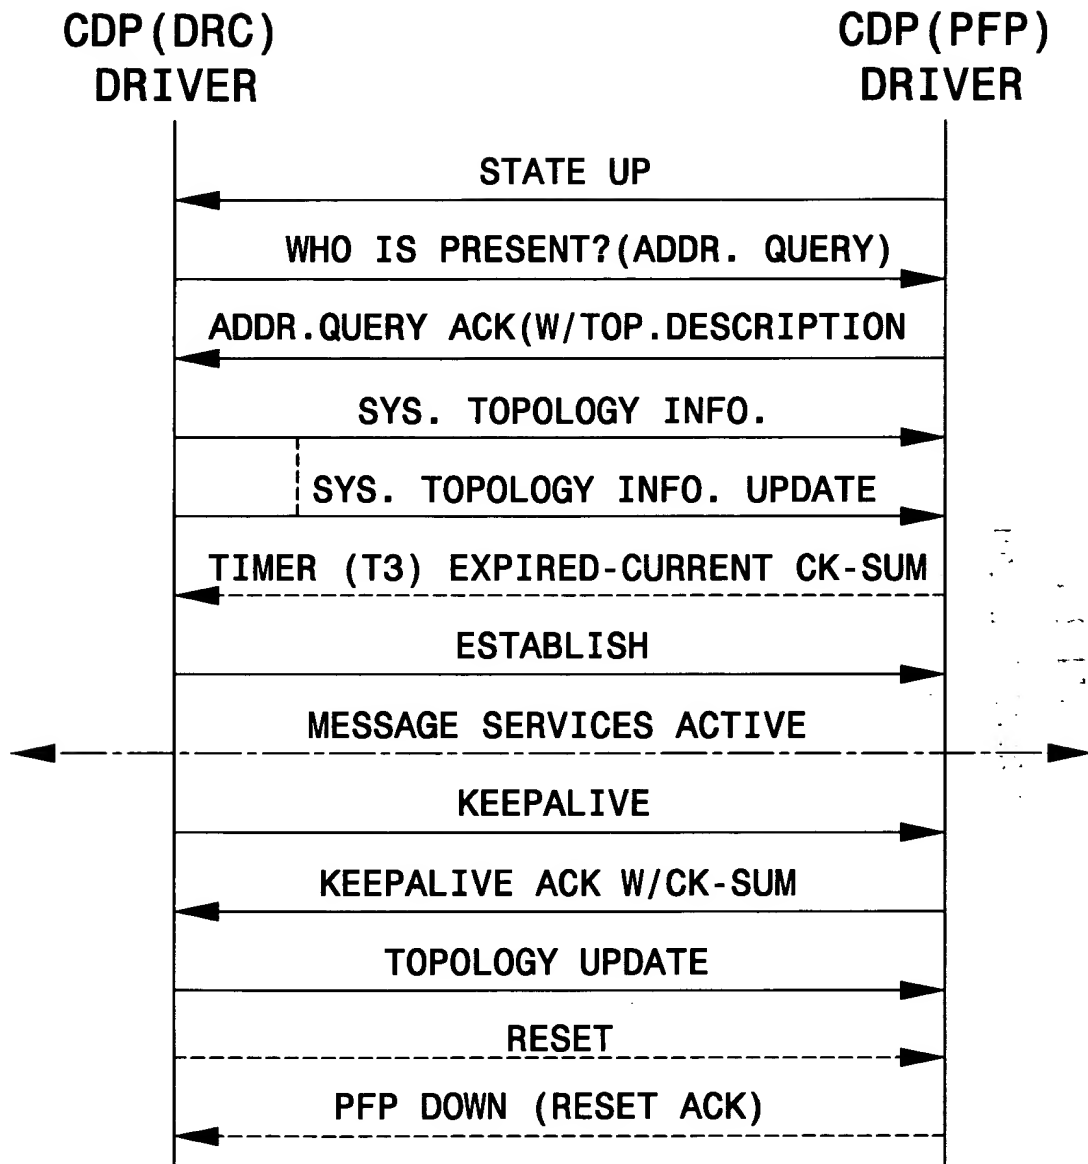 CDP(DRC)
DRIVER
CDP(PFP)
DRIVER
STATE UP
WHO IS PRESENT?(ADDR. QUERY)
ADDR.QUERY ACK(W/TOP.DESCRIPTION
SYS. TOPOLOGY INFO.
SYS. TOPOLOGY INFO. UPDATE
TIMER (T3) EXPIRED-CURRENT CK-SUM
ESTABLISH
MESSAGE SERVICES ACTIVE
KEEPALIVE
KEEPALIVE ACK W/CK-SUM
TOPOLOGY UPDATE
RESET
PFP DOWN (RESET ACK)